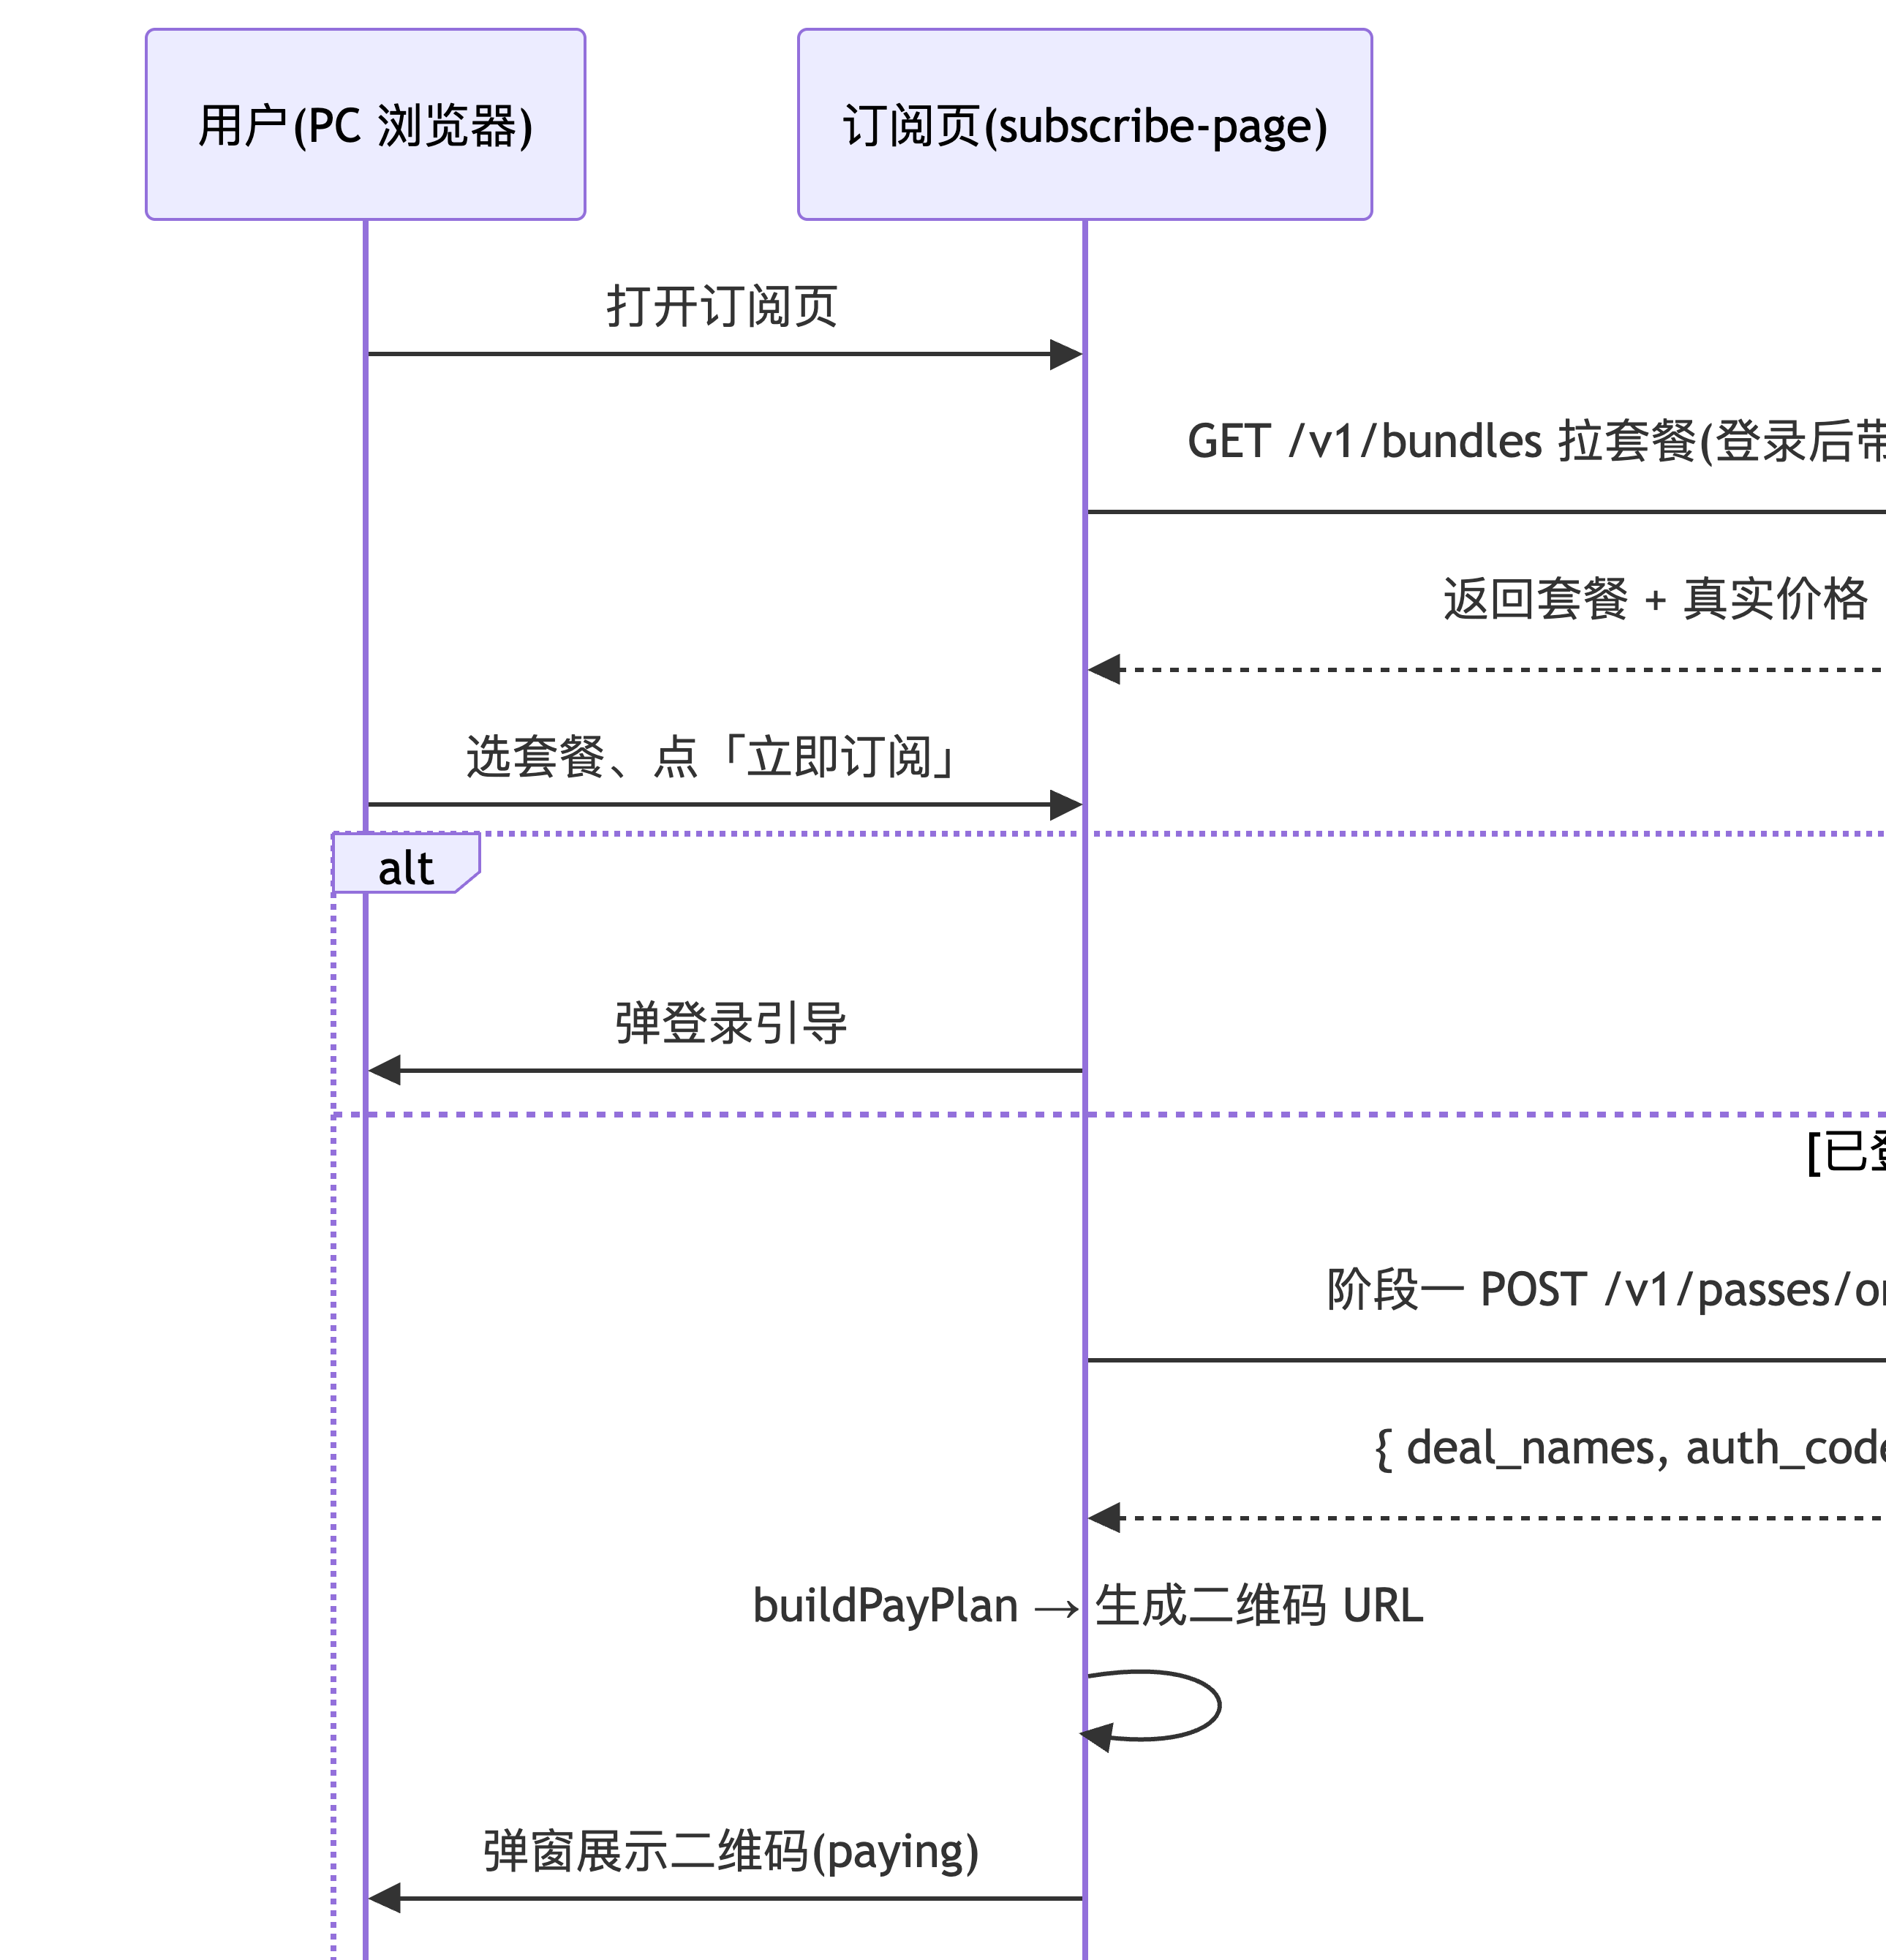 用户(PC 浏览器)
订阅页(subscribe-page)
打开订阅页
GET /v1/bundles 拉套餐(登录后带
返回套餐 + 真实价格
选套餐、点「立即订阅」
alt
弹登录引导
[已登
阶段一 POST /v1/passes/or
{ deal_names, auth_code
buildPayPlan → 生成二维码 URL
弹窗展示二维码(paying)